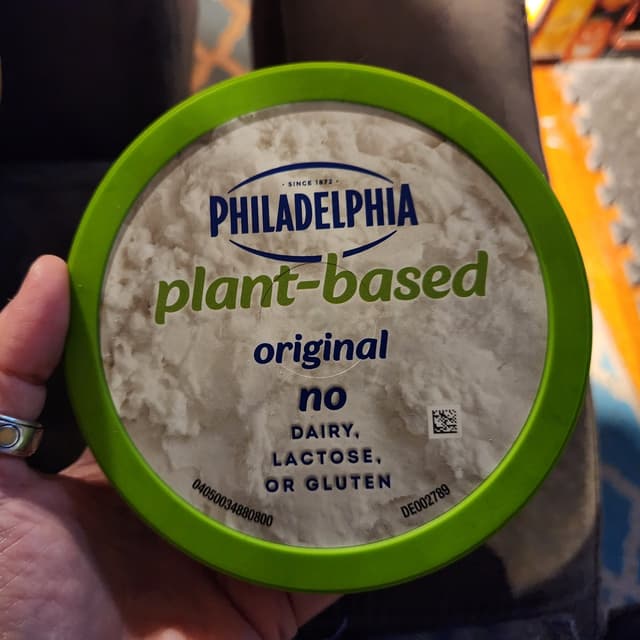 · SINCE 1872 ·
PHILADELPHIA
plant-based
original
no
DAIRY,
LACTOSE,
OR GLUTEN
04050034880800
DE002789